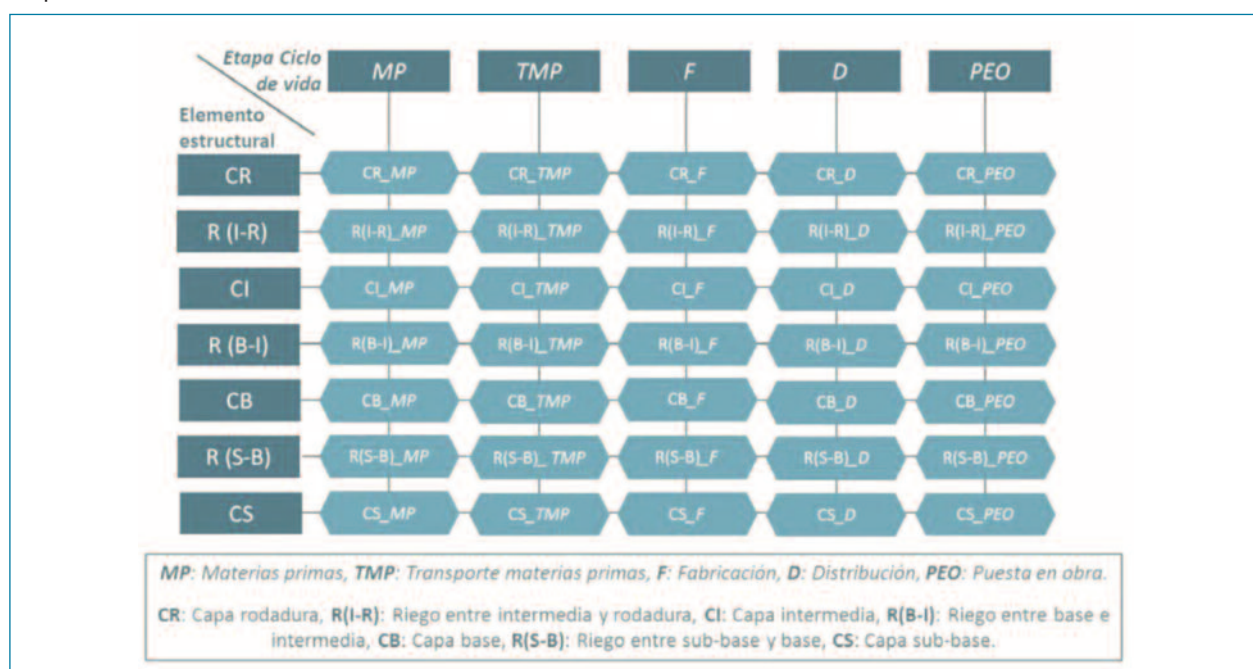 Etapa Ciclo
de vida
MP TMP F D PEO
Elemento
estructural
CR CR_MP CR_TMP CR_F CR_D CR_PEO
R (I-R) R(I-R)_MP R(I-R)_TMP R(I-R)_F R(I-R)_D R(I-R)_PEO
CI CI_MP CI_TMP CI_F CI_D CI_PEO
R (B-I) R(B-I)_MP R(B-I)_TMP R(B-I)_F R(B-I)_D R(B-I)_PEO
CB CB_MP CB_TMP CB_F CB_D CB_PEO
R (S-B) R(S-B)_MP R(S-B)_ TMP R(S-B)_F R(S-B)_D R(S-B)_PEO
CS CS_MP CS_TMP CS_F CS_D CS_PEO
MP: Materias primas, TMP: Transporte materias primas, F: Fabricación, D: Distribución, PEO: Puesta en obra.
CR: Capa rodadura, R(I-R): Riego entre intermedia y rodadura, CI: Capa intermedia, R(B-I): Riego entre base e
intermedia, CB: Capa base, R(S-B): Riego entre sub-base y base, CS: Capa sub-base.